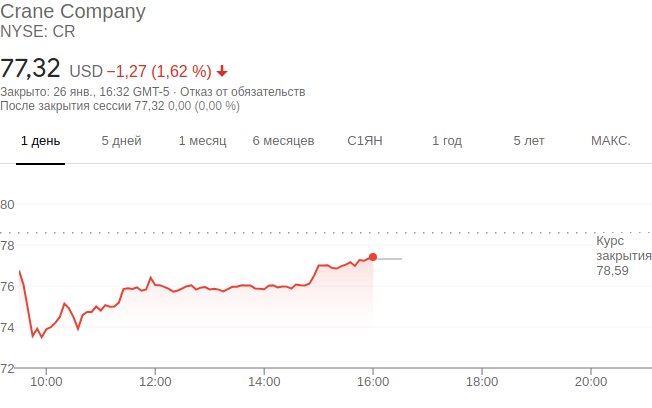 Crane Company
NYSE: CR
77,32 USD −1,27 (1,62 %)
Закрыто: 26 янв., 16:32 GMT-5 · Отказ от обязательств
После закрытия сессии 77,32 0,00 (0,00 %)
1 день 5 дней 1 месяц 6 месяцев С1ЯН 1 год 5 лет МАКС.
80
78
76
74
72
Курс
закрытия
78,59
10:00 12:00 14:00 16:00 18:00 20:00